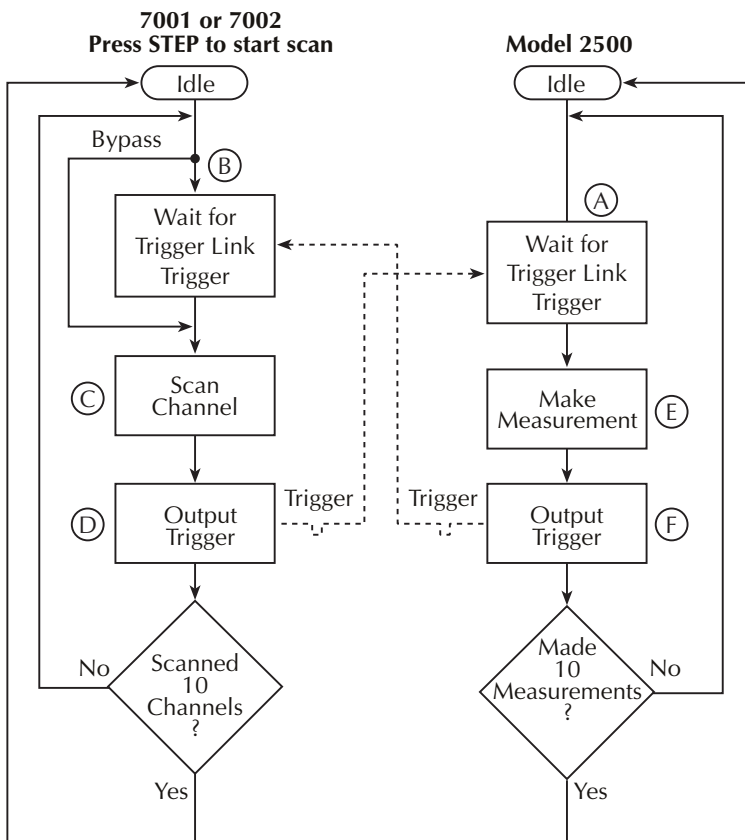 7001 or 7002
Press STEP to start scan
Idle
Bypass
B
Wait for
Trigger Link
Trigger
C
Scan
Channel
D
Output
Trigger
Trigger
No
Scanned
10
Channels
?
Yes
Model 2500
Idle
A
Wait for
Trigger Link
Trigger
Make
Measurement
E
Trigger
Output
Trigger
F
Made
10
Measurements
?
No
Yes